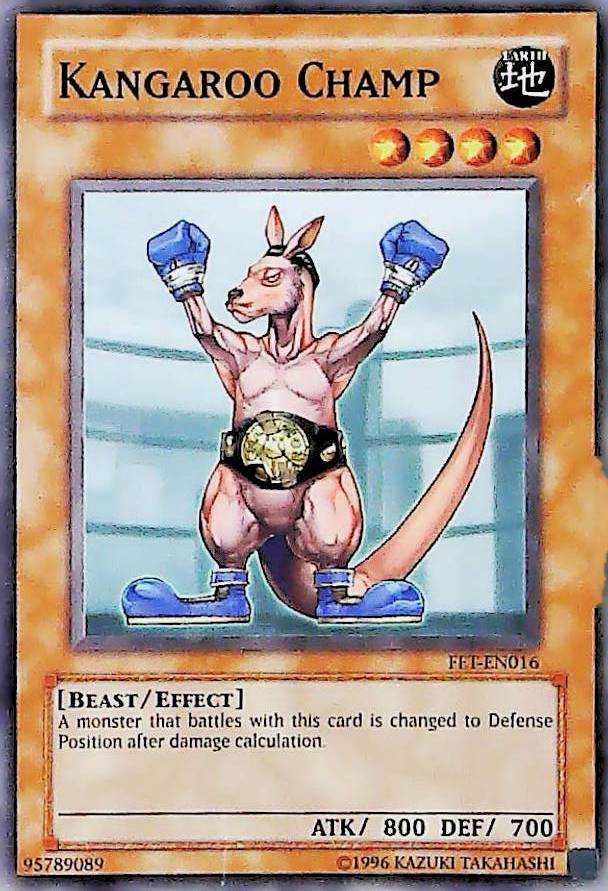 KANGAROO CHAMP
EARTH
地
FET-EN016
[BEAST/EFFECT]
A monster that battles with this card is changed to Defense
Position after damage calculation.
ATK/ 800 DEF/ 700
95789089
©1996 KAZUKI TAKAHASHI